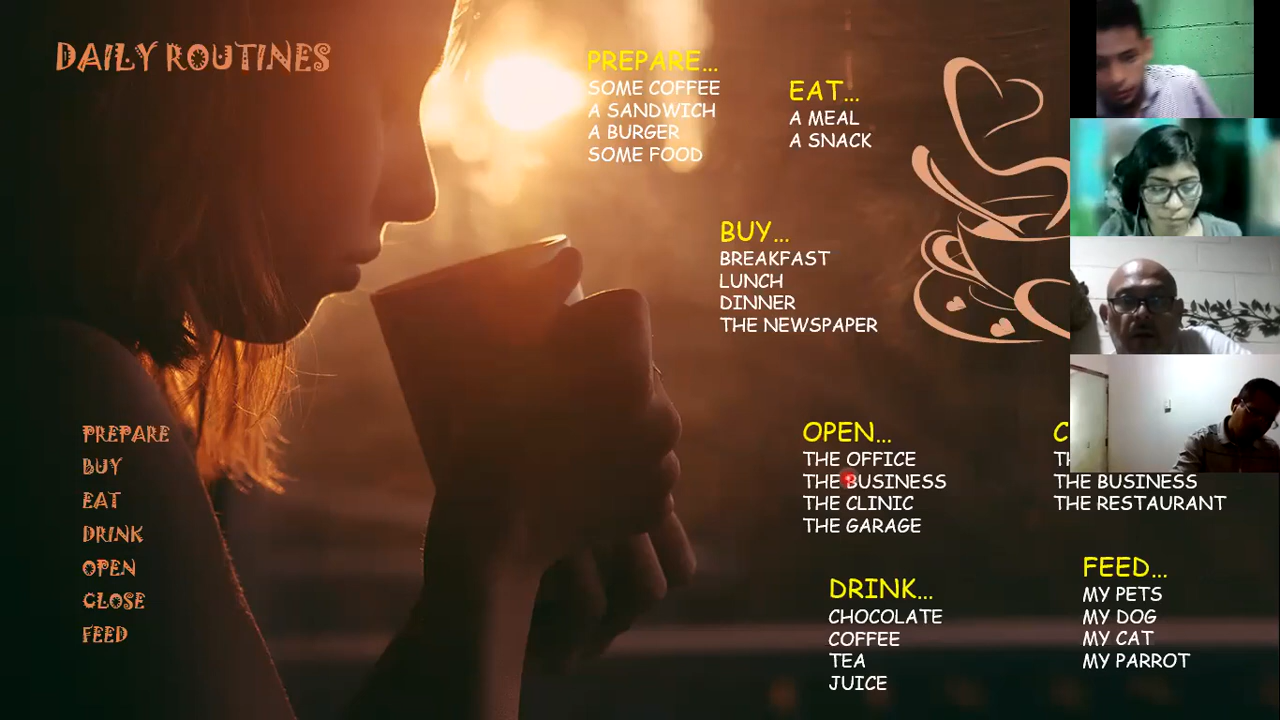 DAILY ROUTINES
PREPARE...
SOME COFFEE
A SANDWICH
A BURGER
SOME FOOD
EAT...
A MEAL
A SNACK
BUY...
BREAKFAST
LUNCH
DINNER
THE NEWSPAPER
PREPARE
BUY
EAT
DRINK
OPEN
CLOSE
FEED
OPEN...
THE OFFICE
THE BUSINESS
THE CLINIC
THE GARAGE
THE BUSINESS
THE RESTAURANT
DRINK...
CHOCOLATE
COFFEE
TEA
JUICE
FEED...
MY PETS
MY DOG
MY CAT
MY PARROT